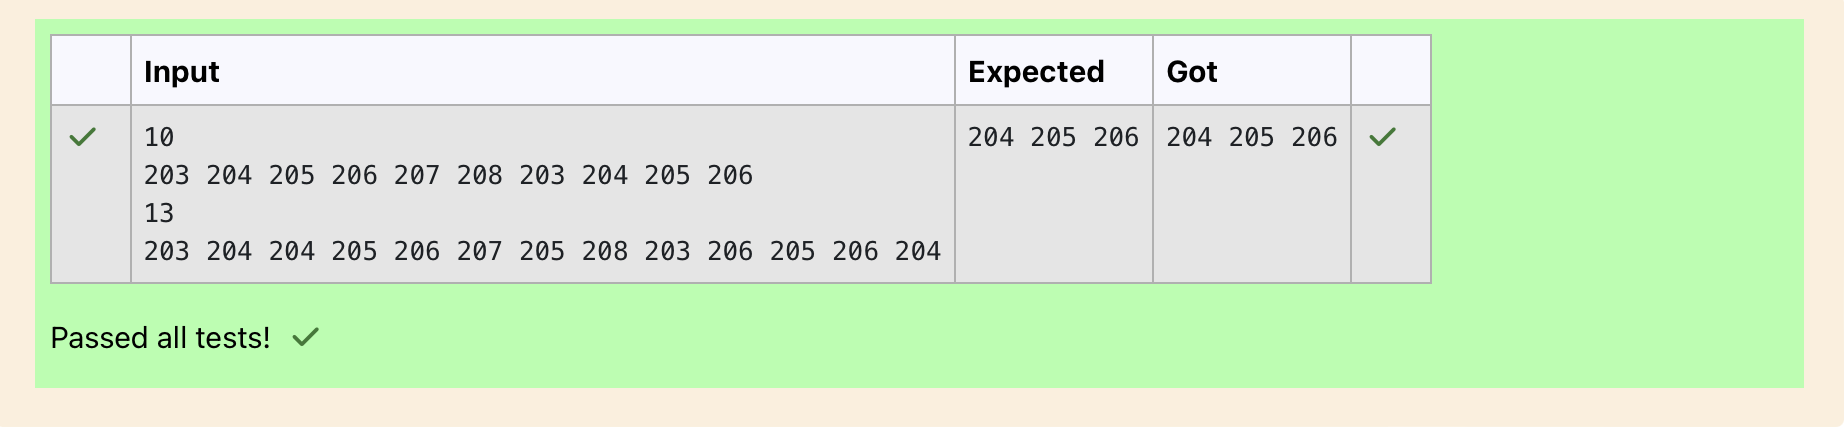 Input Expected Got
10 204 205 206 204 205 206
203 204 205 206 207 208 203 204 205 206
13
203 204 204 205 206 207 205 208 203 206 205 206 204
Passed all tests!